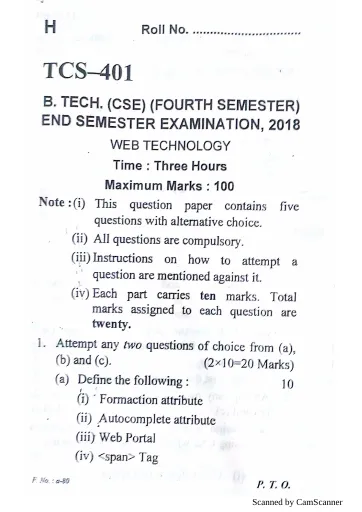 H Roll No. ..............................
TCS–401
B. TECH. (CSE) (FOURTH SEMESTER)
END SEMESTER EXAMINATION, 2018
WEB TECHNOLOGY
Time : Three Hours
Maximum Marks : 100
Note : (i) This question paper contains five
questions with alternative choice.
(ii) All questions are compulsory.
(iii) Instructions on how to attempt a
question are mentioned against it.
(iv) Each part carries ten marks. Total
marks assigned to each question are
twenty.
1. Attempt any two questions of choice from (a),
(b) and (c). (2×10=20 Marks)
(a) Define the following : 10
(i) Formaction attribute
(ii) Autocomplete attribute
(iii) Web Portal
(iv) <span> Tag
F. No. : a-80 P. T. O.
Scanned by CamScanner